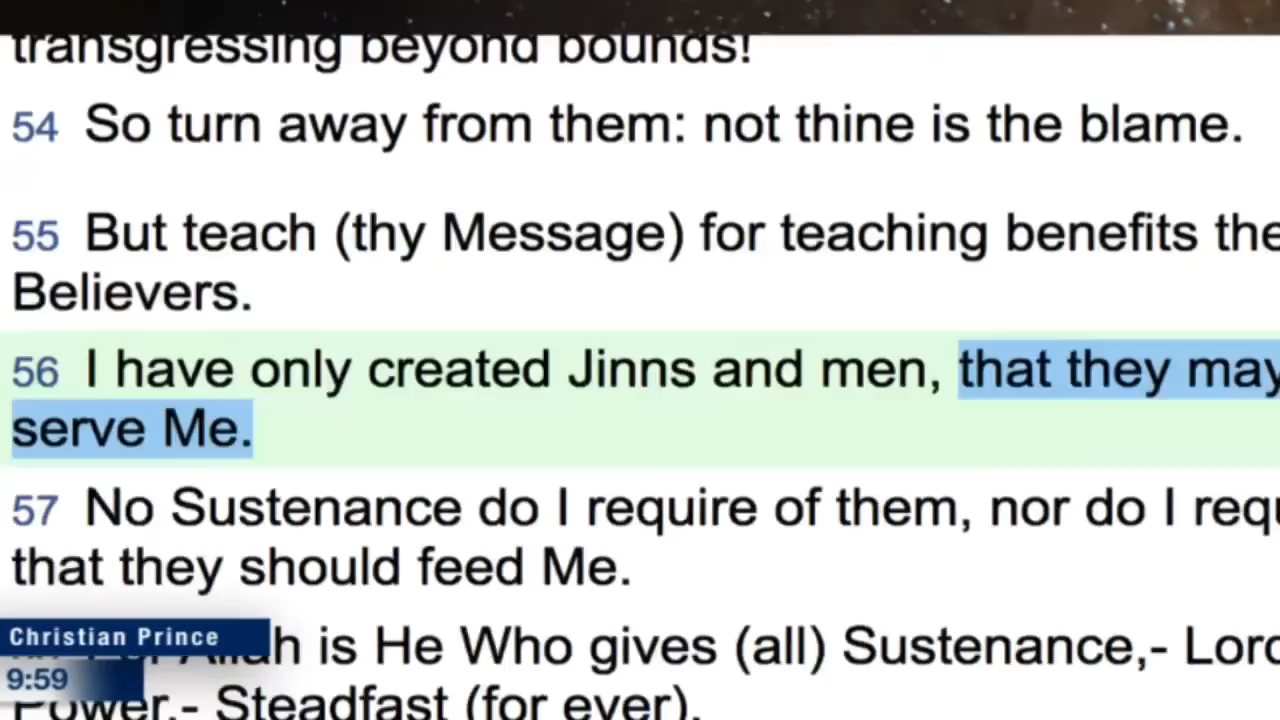 transgressing beyond bounds!
54 So turn away from them: not thine is the blame.
55 But teach (thy Message) for teaching benefits the
Believers.
56 I have only created Jinns and men, that they may
serve Me.
57 No Sustenance do I require of them, nor do I requ
that they should feed Me.
Christian Prince
is He Who gives (all) Sustenance,- Lord
9:59
Power,- Steadfast (for ever).